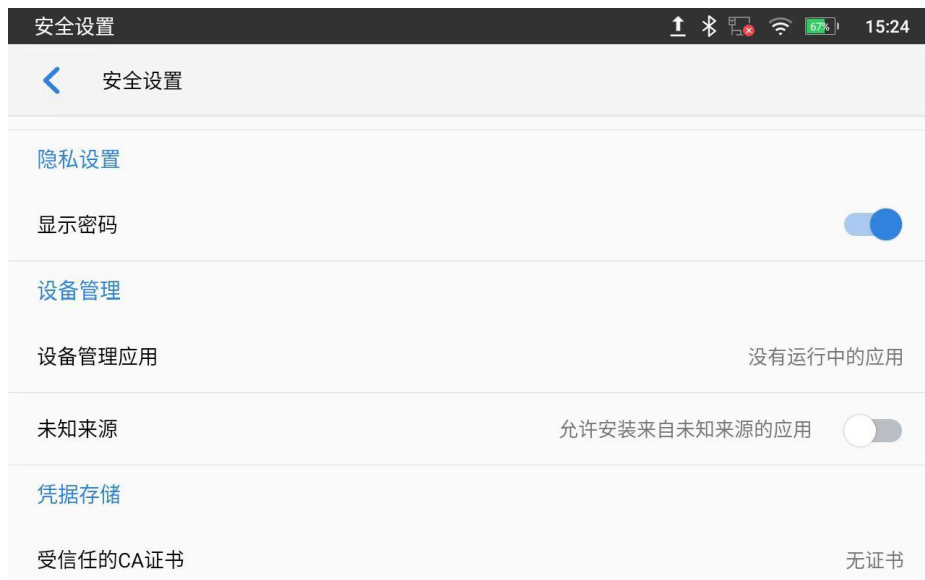 安全设置 67% 15:24
安全设置
隐私设置
显示密码
设备管理
设备管理应用 没有运行中的应用
未知来源 允许安装来自未知来源的应用
凭据存储
受信任的CA证书 无证书